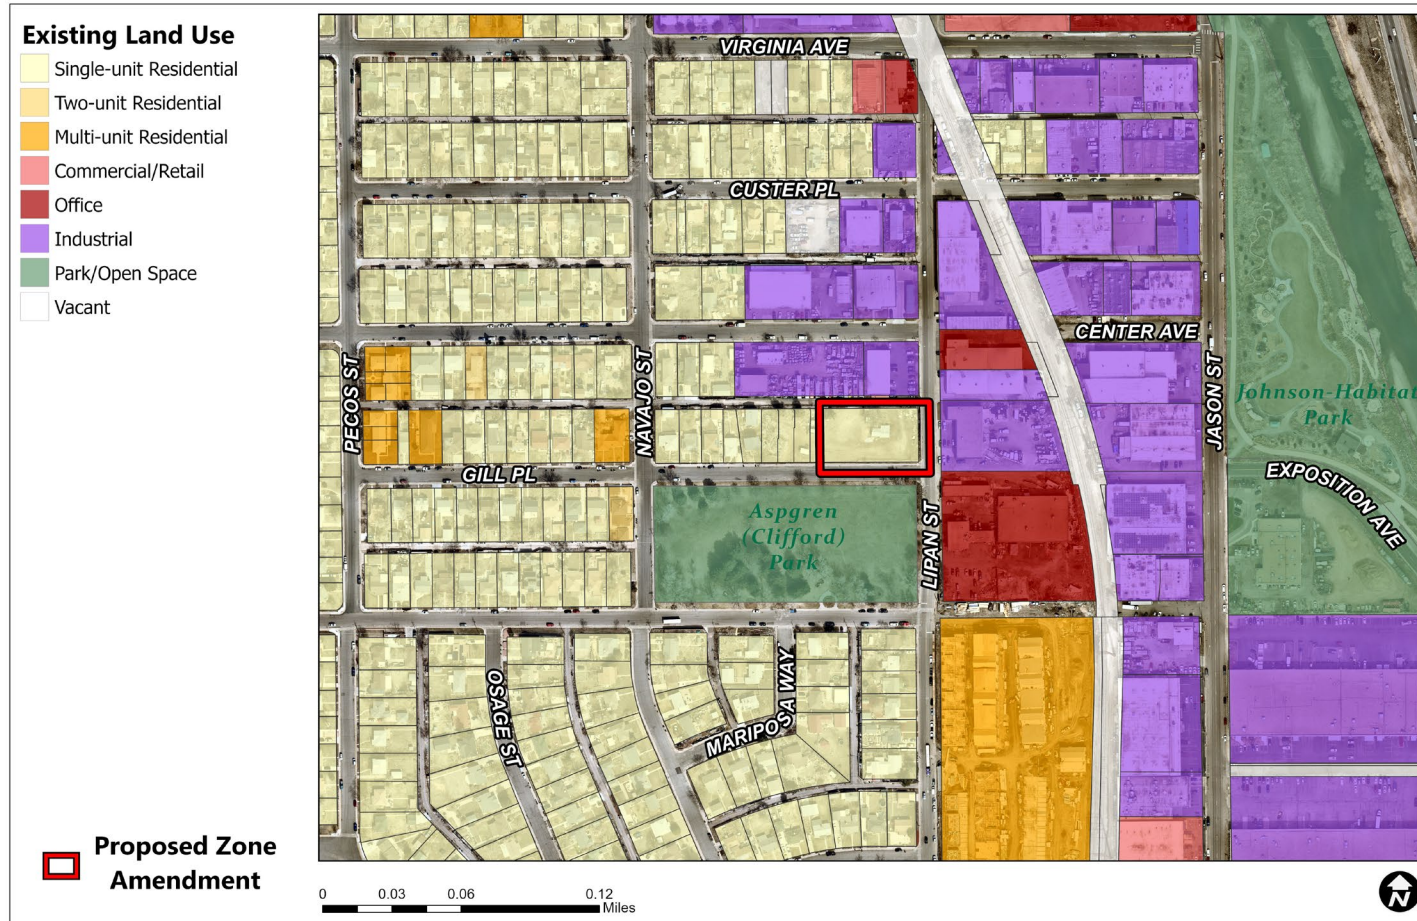 Existing Land Use
Single-unit Residential
Two-unit Residential
Multi-unit Residential
Commercial/Retail
Office
Industrial
Park/Open Space
Vacant
Proposed Zone
Amendment
VIRGINIA AVE
CUSTER PL
CENTER AVE
PECOS ST
NAVAJO ST
JASON ST
Johnson-Habitat
Park
GILL PL
EXPOSITION AVE
Aspgren
(Clifford)
Park
LIPAN ST
OSAGE ST
MARIPOSA WAY
0 0.03 0.06 0.12
Miles
N